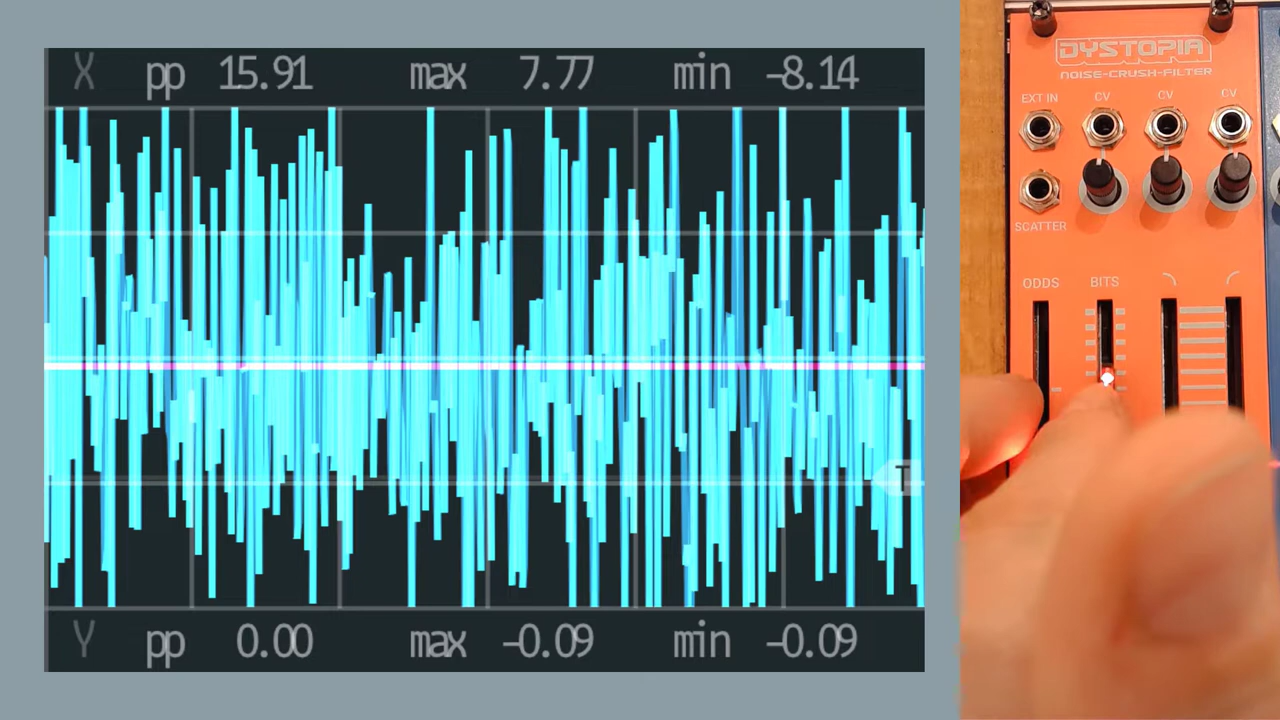 X pp 15.91 max 7.77 min -8.14
T
Y pp 0.00 max -0.09 min -0.09
DYSTOPIA
NOISE-CRUSH-FILTER
EXT IN CV CV CV
SCATTER
ODDS BITS